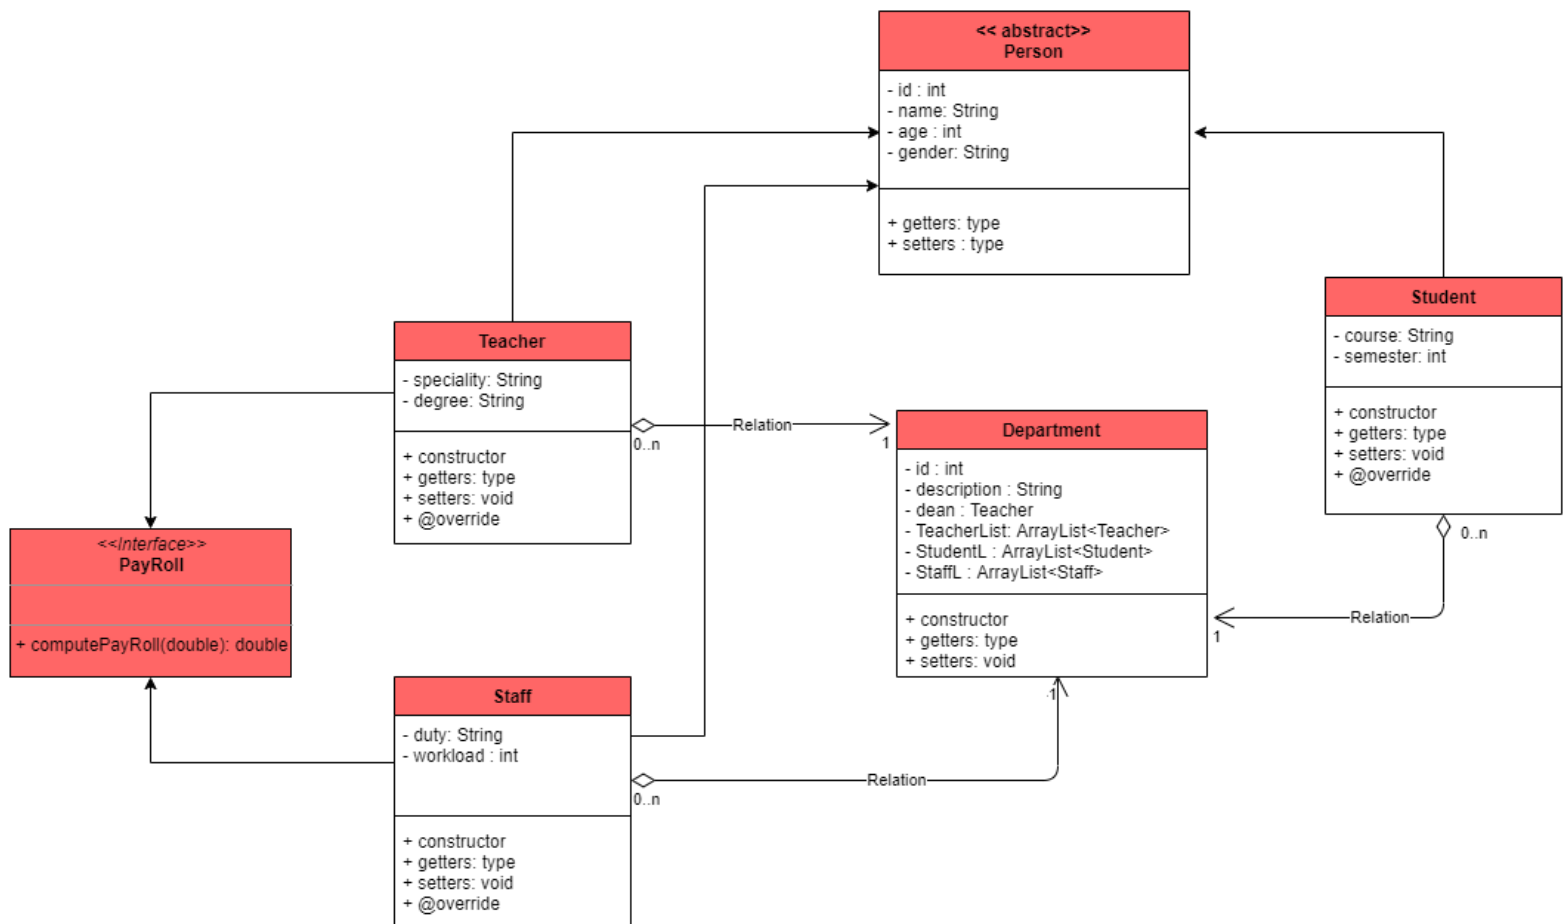 << abstract>>
Person
- id : int
- name: String
- age : int
- gender: String
+ getters: type
+ setters : type
Student
- course: String
- semester: int
+ constructor
+ getters: type
+ setters: void
+ @override
0..n
Relation
1
Teacher
- speciality: String
- degree: String
+ constructor
+ getters: type
+ setters: void
+ @override
0..n
Relation
1
Department
- id : int
- description : String
- dean : Teacher
- TeacherList: ArrayList<Teacher>
- StudentL : ArrayList<Student>
- StaffL : ArrayList<Staff>
+ constructor
+ getters: type
+ setters: void
<<Interface>>
PayRoll
+ computePayRoll(double): double
Staff
- duty: String
- workload : int
+ constructor
+ getters: type
+ setters: void
+ @override
0..n
Relation
1